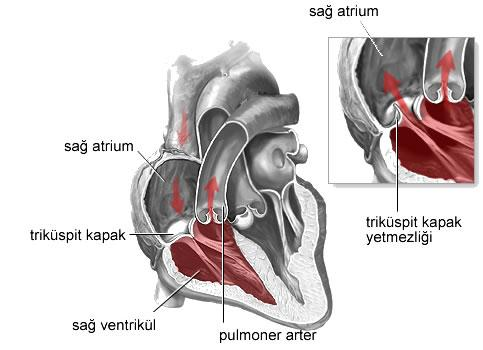 sağ atrium
sağ atrium
triküspit kapak
triküspit kapak
yetmezliği
sağ ventrikül
pulmoner arter